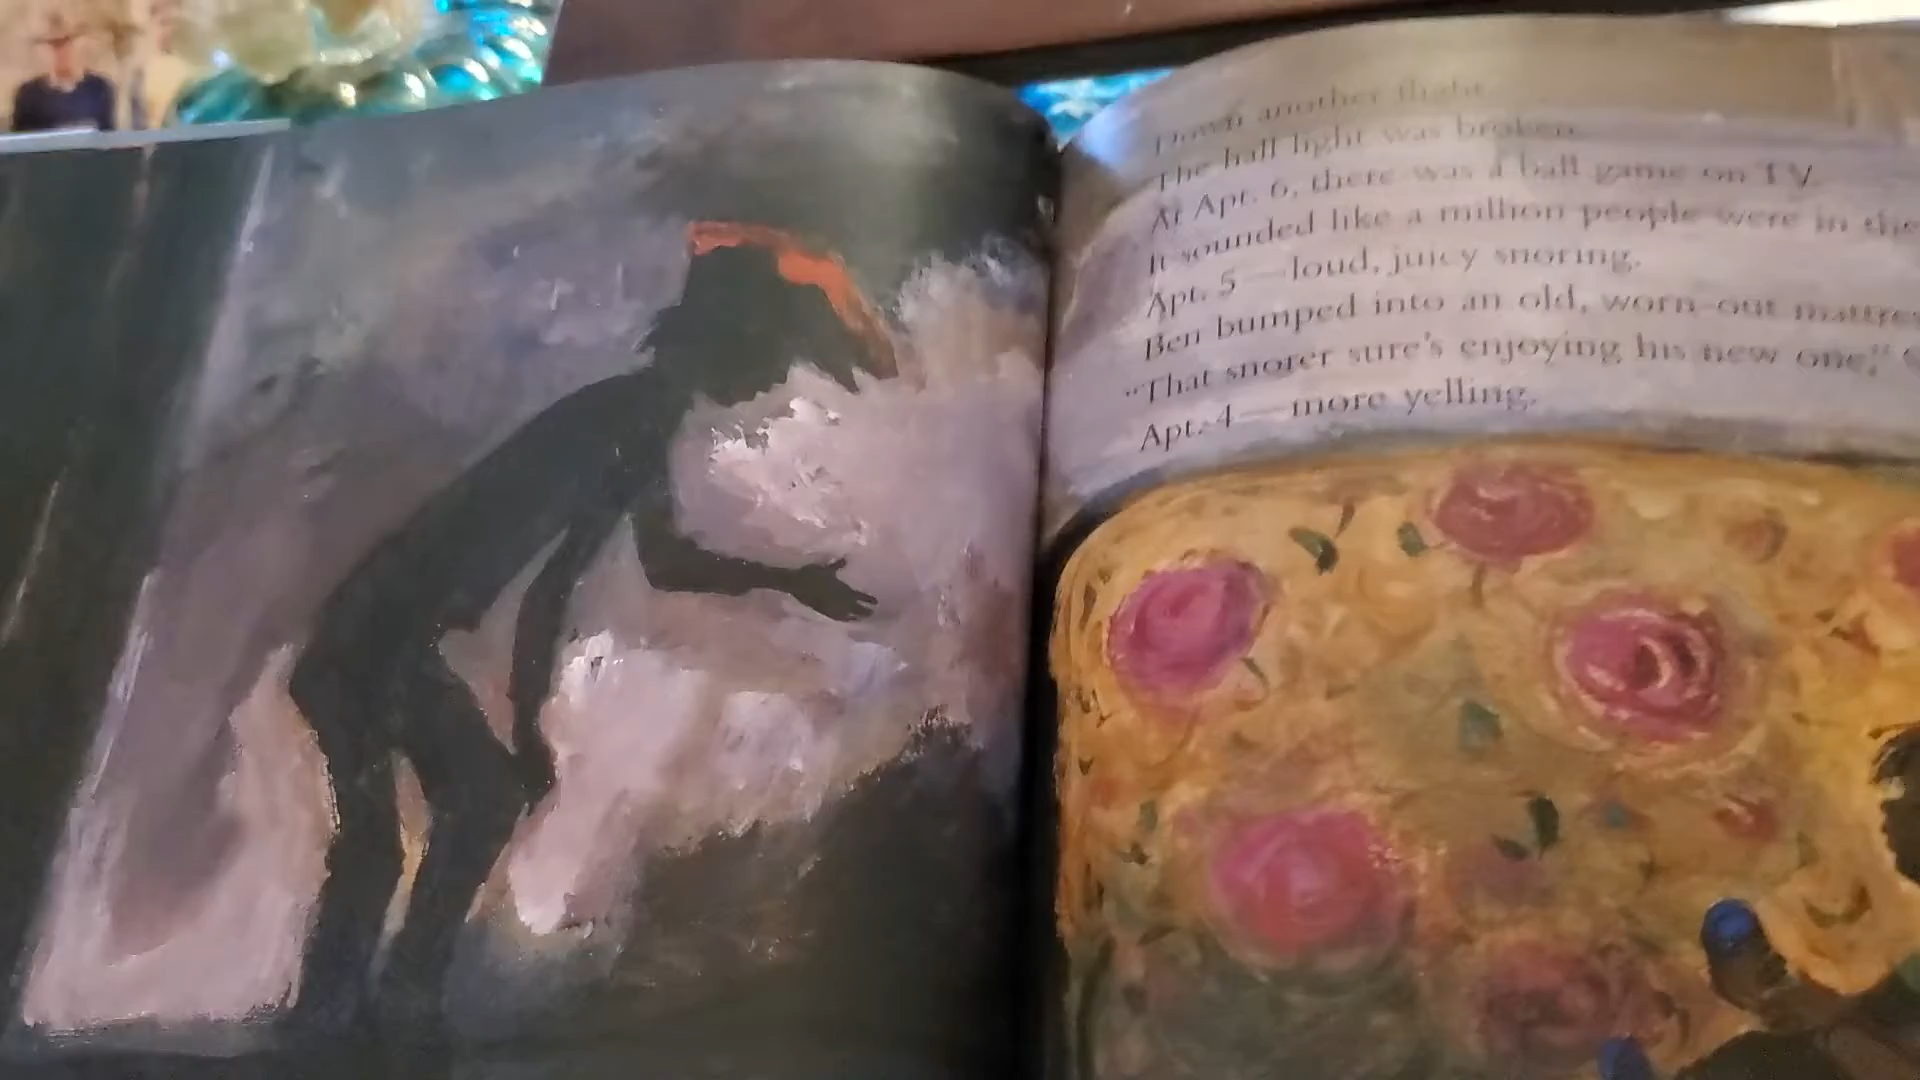 Down another flight.
The hall light was broken.
At Apt. 6, there was a ball game on TV.
It sounded like a million people were in the
Apt. 5—loud, juicy snoring.
Ben bumped into an old, worn-out
"That snorer sure's enjoying his new one,"
Apt. 4—more yelling.